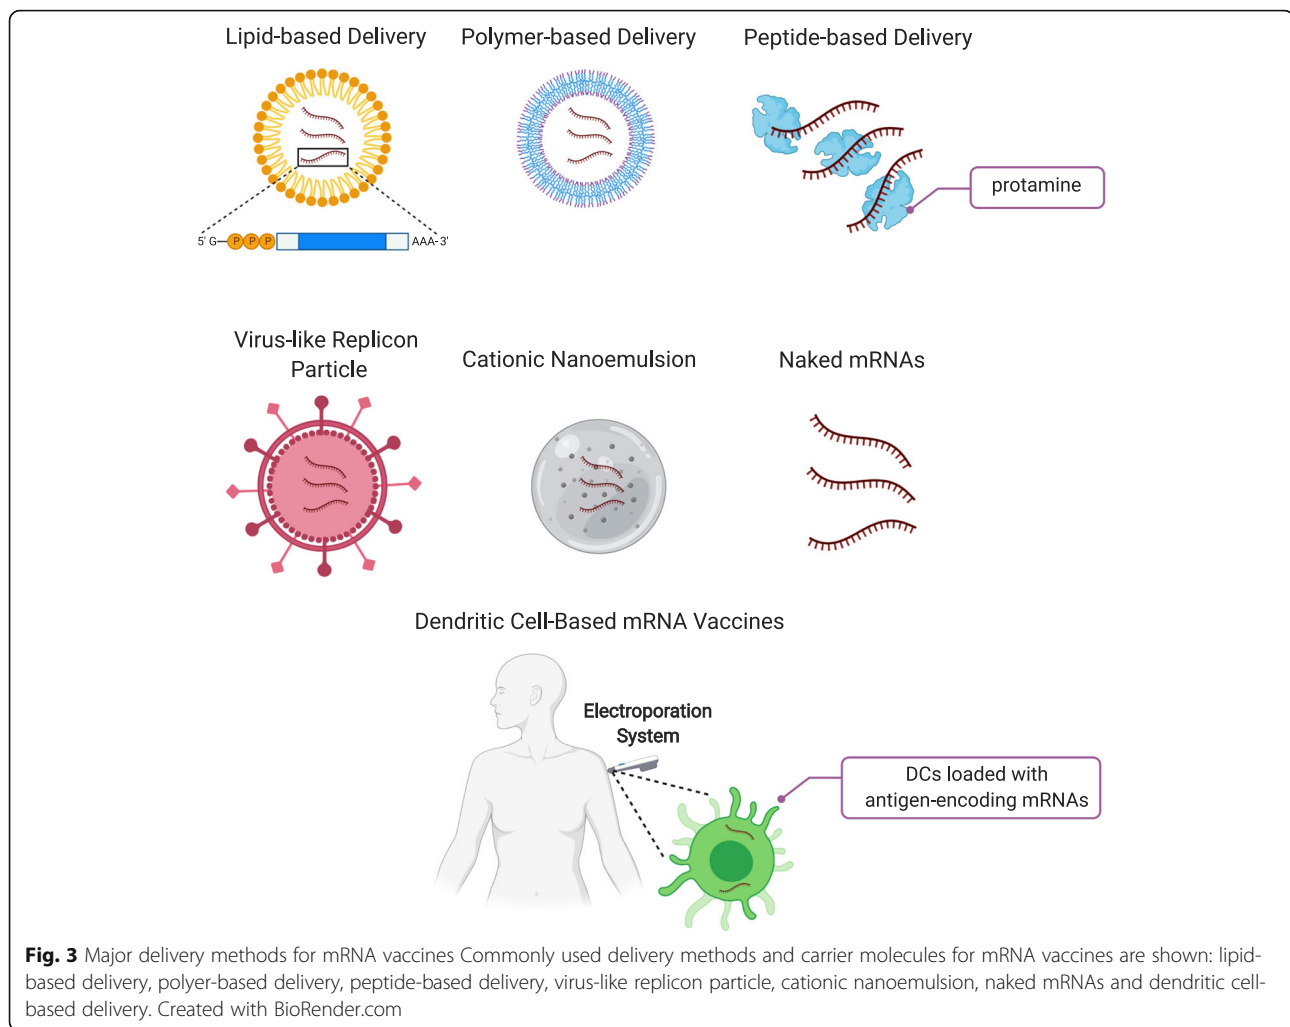 Lipid-based Delivery
Polymer-based Delivery
Peptide-based Delivery
protamine
5' G
P P P
AAA-3'
Virus-like Replicon
Particle
Cationic Nanoemulsion
Naked mRNAs
Dendritic Cell-Based mRNA Vaccines
Electroporation
System
DCs loaded with
antigen-encoding mRNAs
Fig. 3 Major delivery methods for mRNA vaccines Commonly used delivery methods and carrier molecules for mRNA vaccines are shown: lipid-
based delivery, polyer-based delivery, peptide-based delivery, virus-like replicon particle, cationic nanoemulsion, naked mRNAs and dendritic cell-
based delivery. Created with BioRender.com